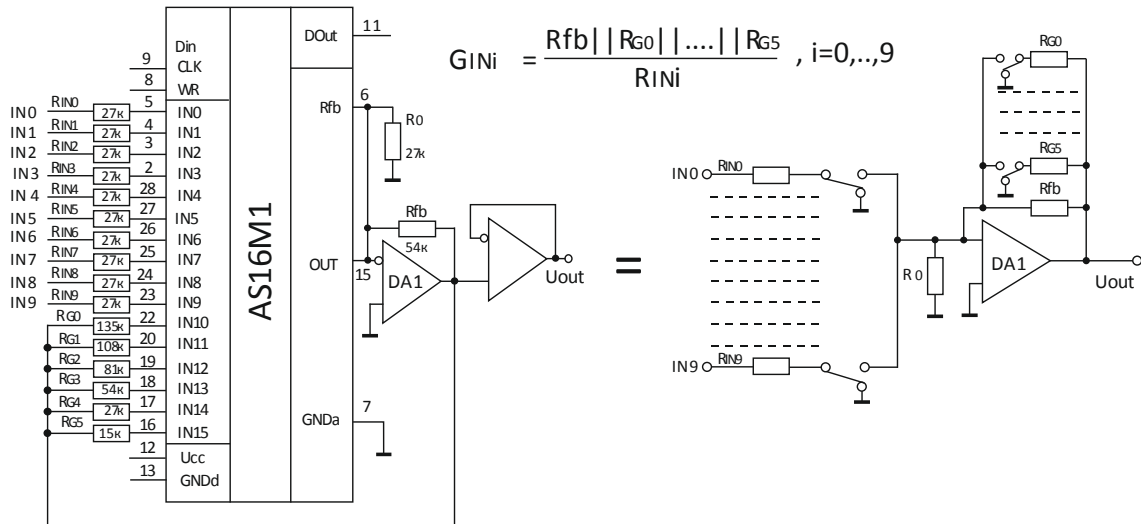 9 Din
CLK
8 WR
IN0 RIN0 27к 5 IN0
IN1 RIN1 27к 4 IN1
IN2 RIN2 27к 3 IN2
IN3 RIN3 27к 2 IN3
IN4 RIN4 27к 28 IN4
IN5 RIN5 27к 27 IN5
IN6 RIN6 27к 26 IN6
IN7 RIN7 27к 25 IN7
IN8 RIN8 27к 24 IN8
IN9 RIN9 27к 23 IN9
RG0 135к 22 IN10
RG1 108к 20 IN11
RG2 81к 19 IN12
RG3 54к 18 IN13
RG4 27к 17 IN14
RG5 15к 16 IN15
12 Ucc
13 GNDd
AS16M1
DOut 11
Rfb 6
R0
27к
Rfb
54к
OUT 15
DA1
Uout
GNDa 7
GINi = Rfb||RG0||....||RG5
RINi
, i=0,..,9
=
RG0
RG5
Rfb
IN0 RIN0
R0
DA1
Uout
IN9 RIN9